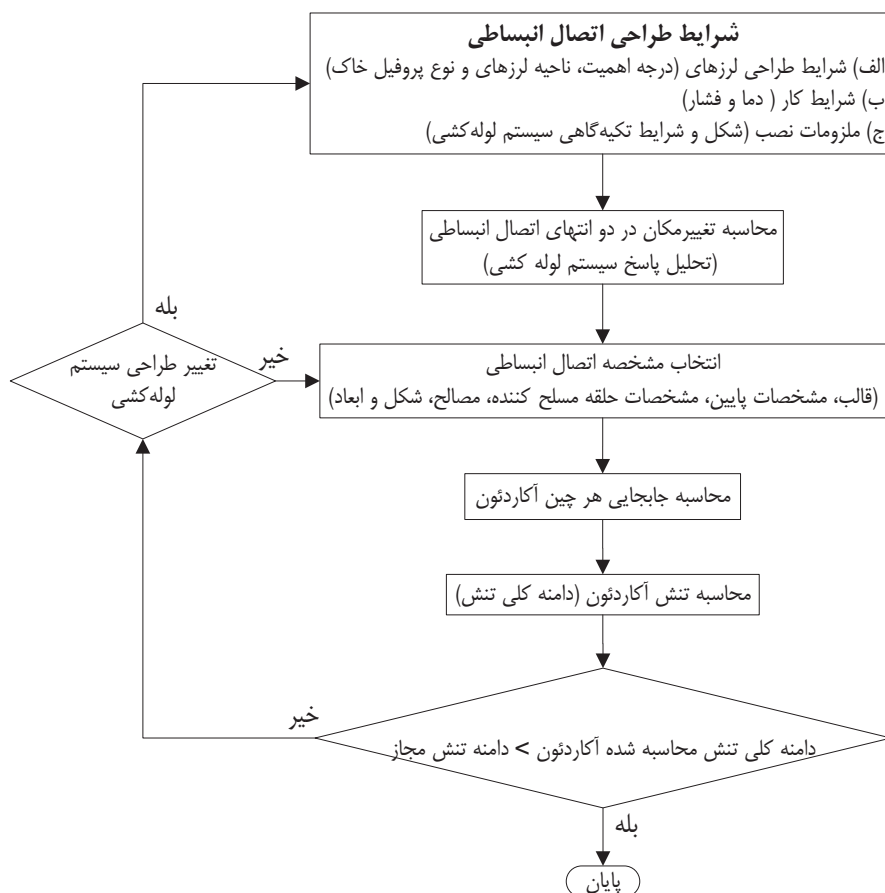 شرایط طراحی اتصال انبساطی
الف) شرایط طراحی لرزهای (درجه اهمیت، ناحیه لرزهای و نوع پروفیل خاک)
ب) شرایط کار ( دما و فشار)
ج) ملزومات نصب (شکل و شرایط تکیه‌گاهی سیستم لوله‌کشی)
محاسبه تغییرمکان در دو انتهای اتصال انبساطی
(تحلیل پاسخ سیستم لوله کشی)
بله
خیر
تغییر طراحی سیستم
لوله‌کشی
انتخاب مشخصه اتصال انبساطی
(قالب، مشخصات پایین، مشخصات حلقه مسلح کننده، مصالح، شکل و ابعاد)
محاسبه جابجایی هر چین آکاردئون
محاسبه تنش آکاردئون (دامنه کلی تنش)
خیر
دامنه کلی تنش محاسبه شده آکاردئون > دامنه تنش مجاز
بله
پایان